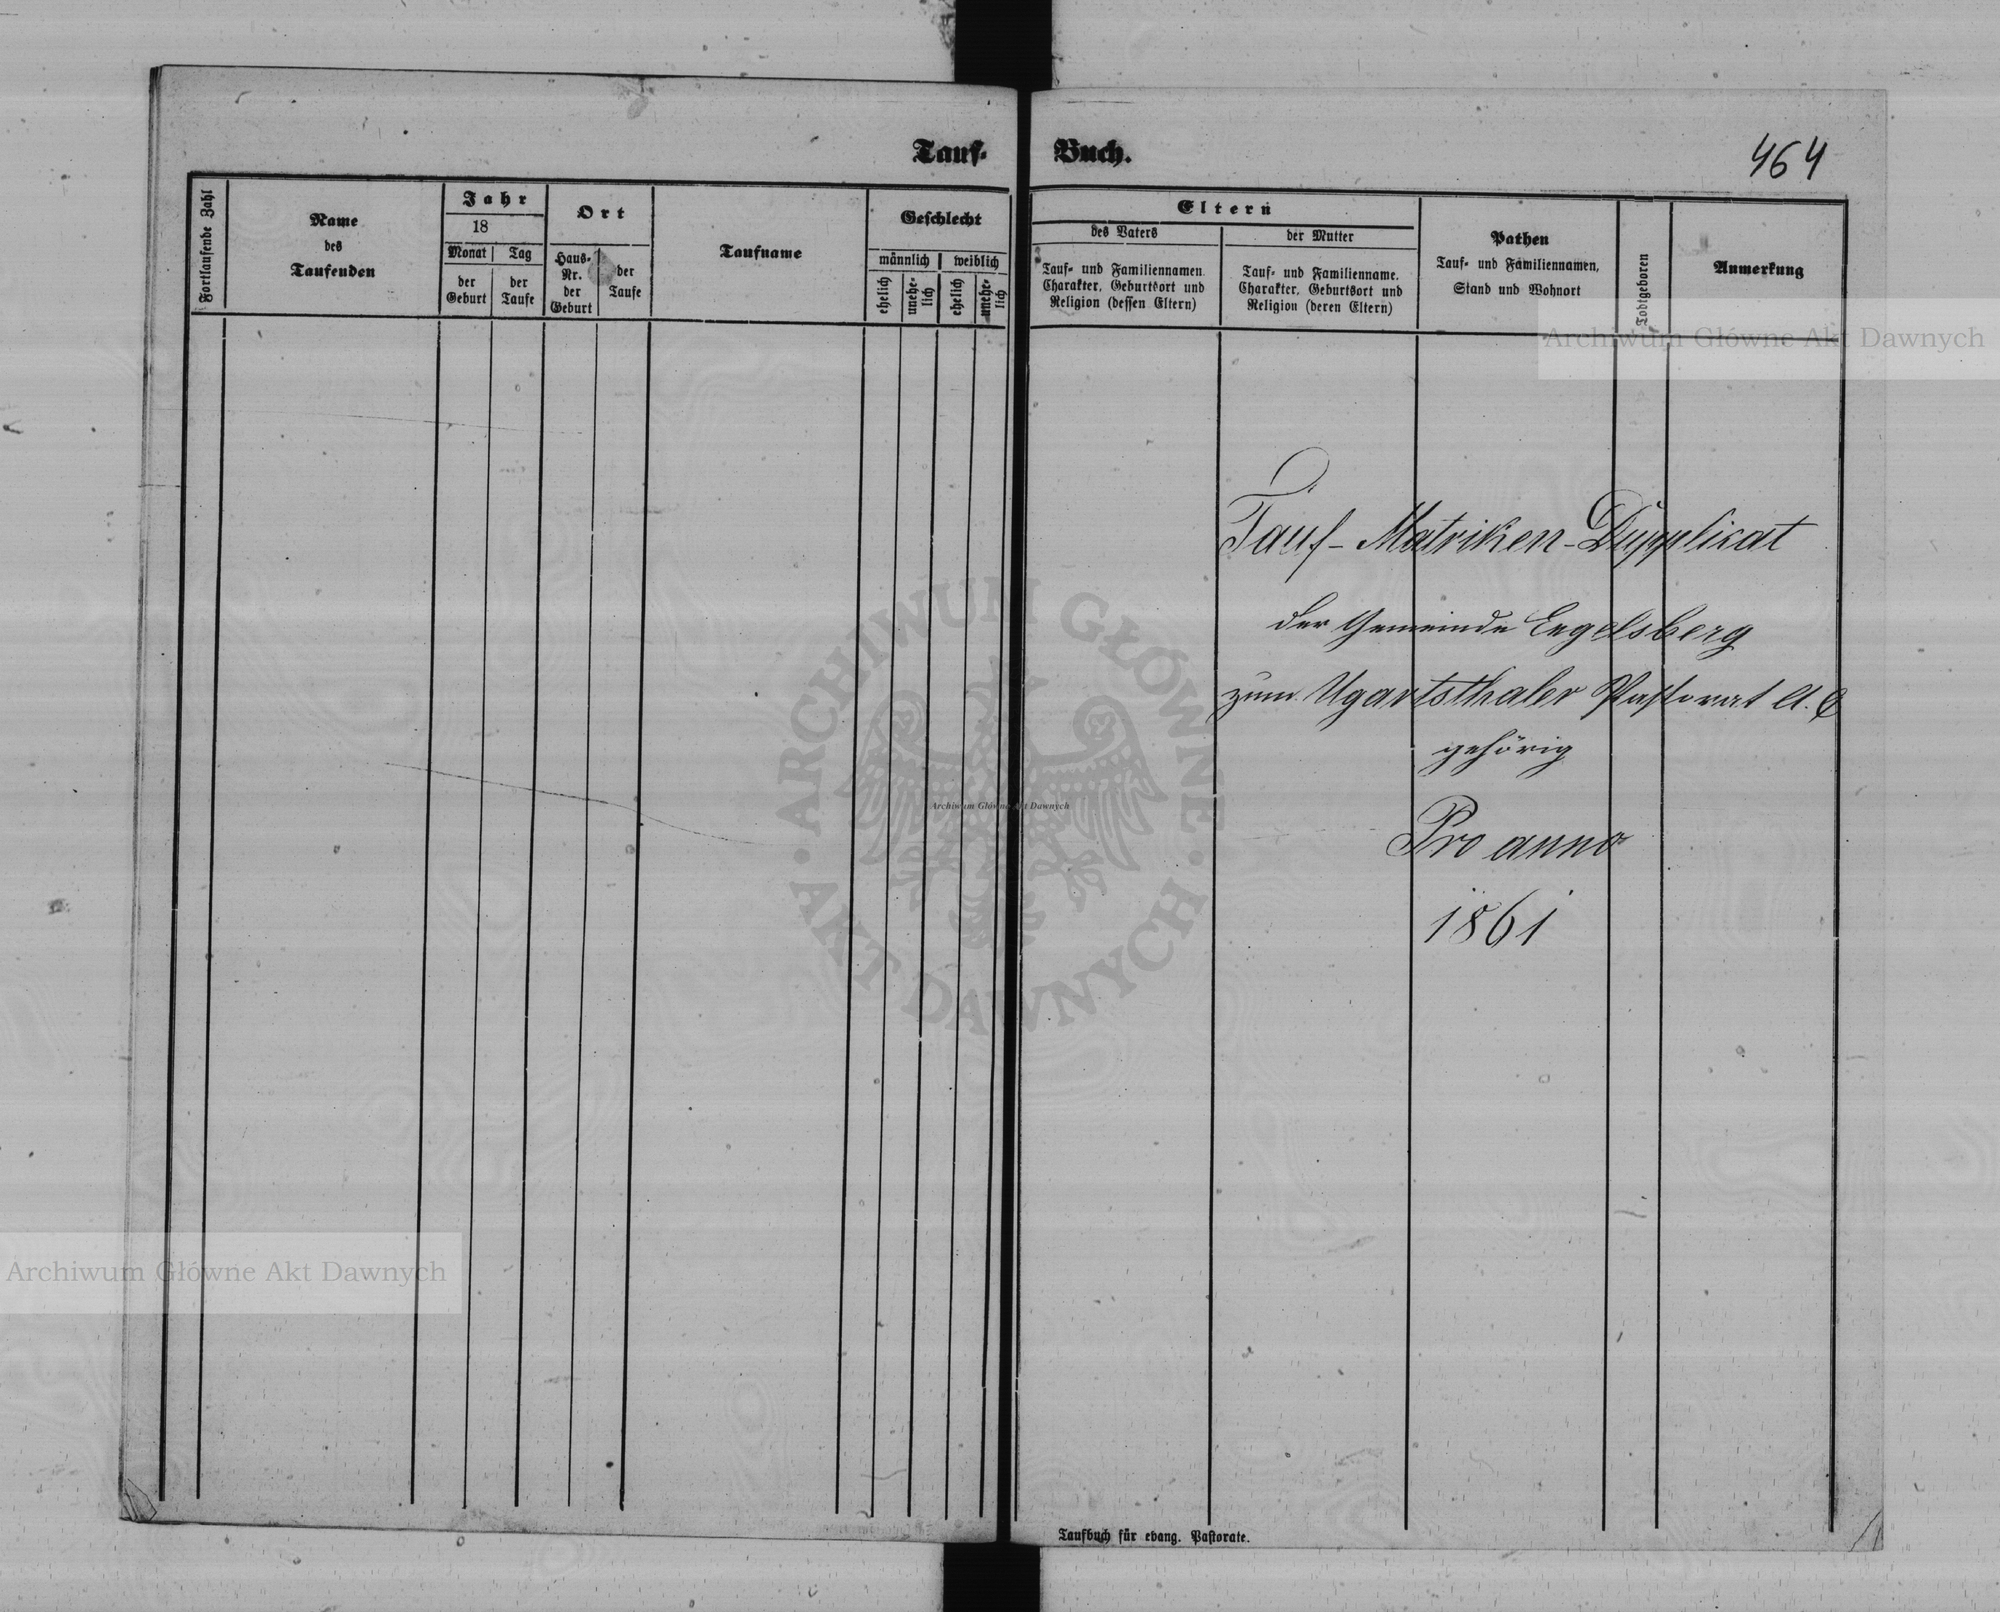 Tauf-Buch.
464
Fortlaufende Zahl
Name
des
Taufenden
Jahr
18
Monat
Tag
der
Geburt
der
Taufe
Ort
Haus-
Nr.
der
Geburt
der
Taufe
Taufname
Geschlecht
männlich
weiblich
ehelich
unehe-
lich
ehelich
unehe-
lich
Eltern
des Vaters
der Mutter
Tauf- und Familiennamen.
Charakter, Geburtsort und
Religion (dessen Eltern)
Tauf- und Familienname.
Charakter, Geburtsort und
Religion (deren Eltern)
Pathen
Tauf- und Familiennamen,
Stand und Wohnort
Todtgeboren
Anmerkung
Archiwum Główne Akt Dawnych
Tauf-Matriken-Dupplicat
der Gemeinde Engelsberg
zum Ugartsthaler Pastorat A. C
gehörig
Pro anno
1861
ARCHIWUM GŁÓWNE · AKT DAWNYCH ·
Archiwum Główne Akt Dawnych
Archiwum Główne Akt Dawnych
Taufbuch für evang. Pastorate.